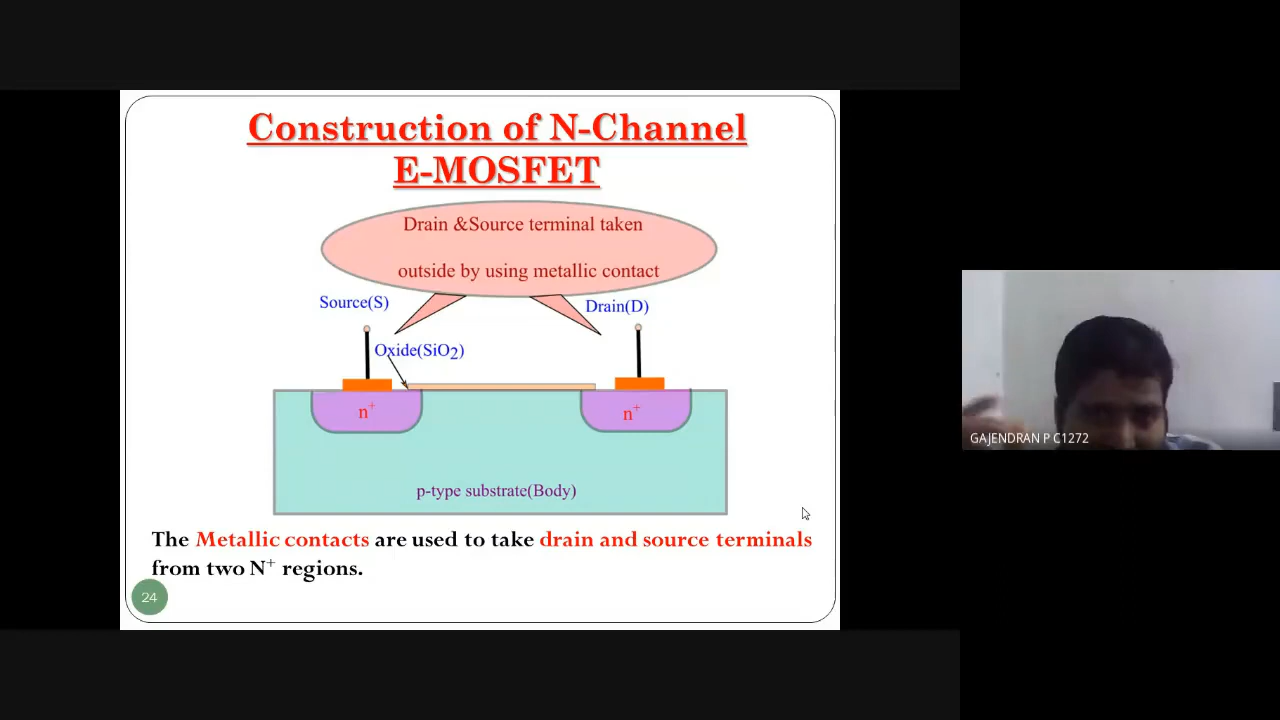 Construction of N-Channel
E-MOSFET
Drain &Source terminal taken
outside by using metallic contact
Source(S)
Drain(D)
Oxide(SiO₂)
n⁺
n⁺
p-type substrate(Body)
The Metallic contacts are used to take drain and source terminals
from two N⁺ regions.
24
GAJENDRAN P C1272